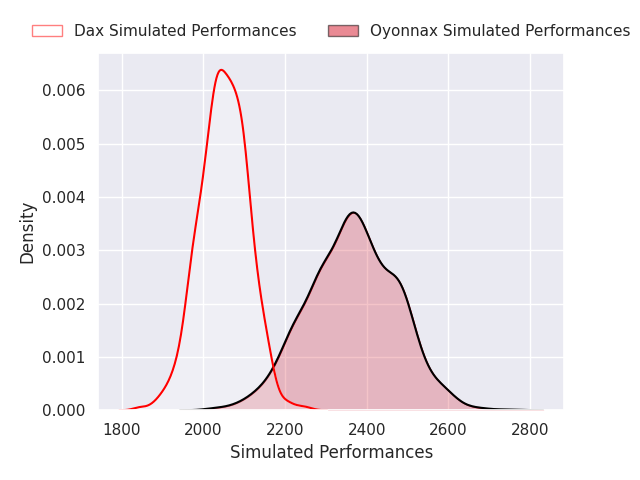 Dax Simulated Performances
Oyonnax Simulated Performances
0.006
0.005
0.004
0.003
0.002
0.001
0.000
Density
1800 2000 2200 2400 2600 2800
Simulated Performances